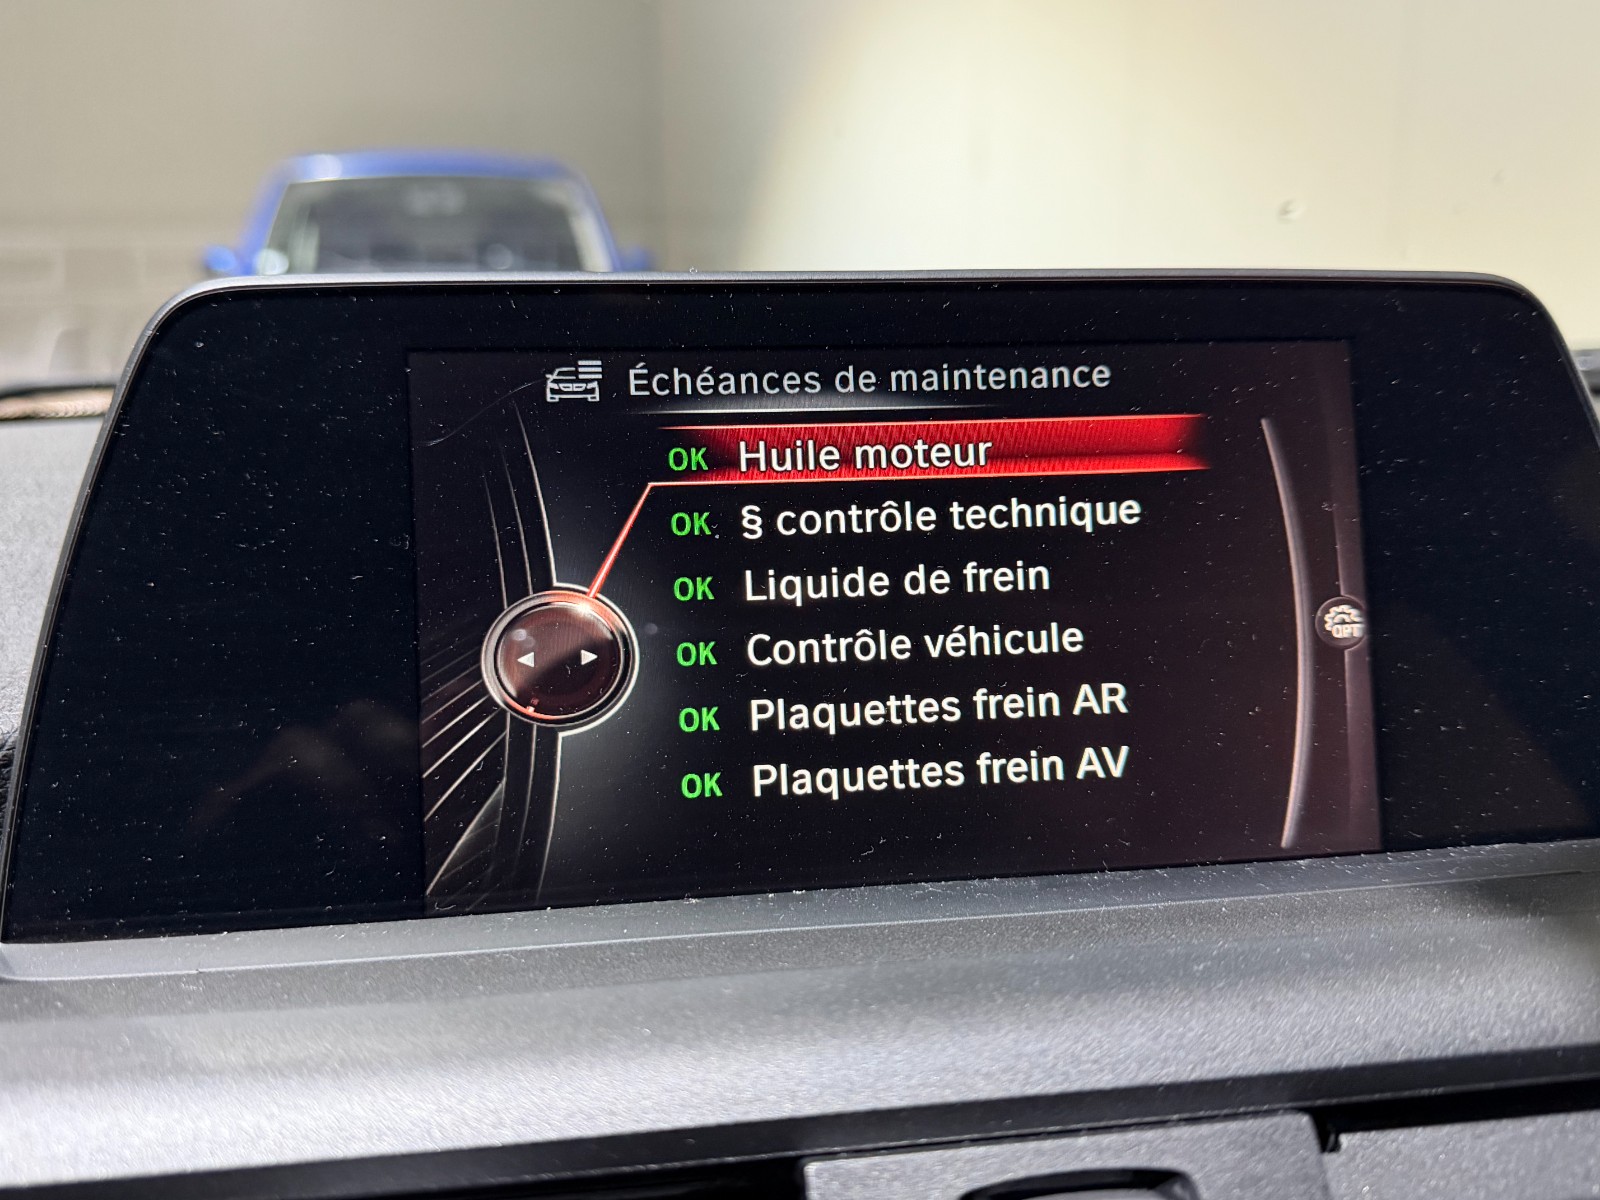 Échéances de maintenance
OK Huile moteur
OK § contrôle technique
OK Liquide de frein
OK Contrôle véhicule
OK Plaquettes frein AR
OK Plaquettes frein AV
OPT